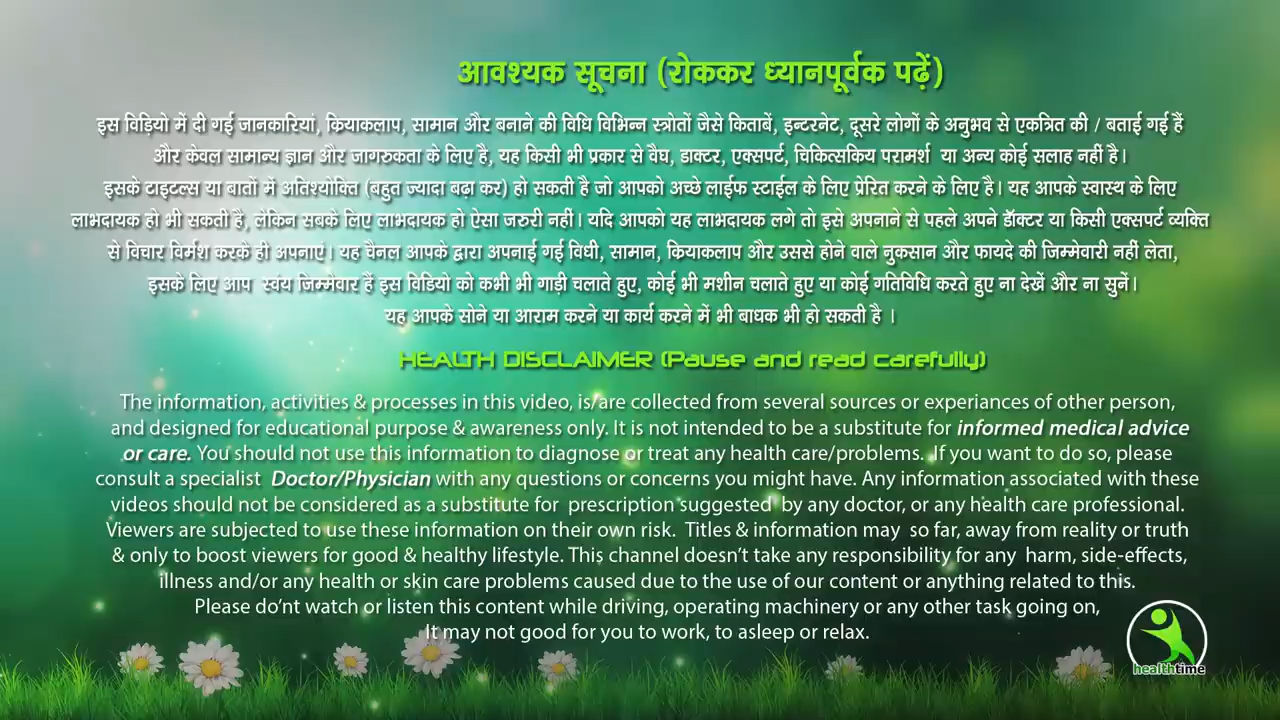 आवश्यक सूचना (रोककर ध्यानपूर्वक पढ़ें)
इस विड़ियो में दी गई जानकारियां, क्रियाकलाप, सामान और बनाने की विधि विभिन्न स्त्रोतों जैसे किताबें, इन्टरनेट, दूसरे लोगों के अनुभव से एकत्रित की / बताई गई हैं
और केवल सामान्य ज्ञान और जागरुकता के लिए है, यह किसी भी प्रकार से वैघ, डाक्टर, एक्सपर्ट, चिकित्सकिय परामर्श या अन्य कोई सलाह नहीं है।
इसके टाइटल्स या बातों में अतिश्योक्ति (बहुत ज्यादा बढ़ा कर) हो सकती है जो आपको अच्छे लाईफ स्टाईल के लिए प्रेरित करने के लिए है। यह आपके स्वास्थ के लिए
लाभदायक हो भी सकती है, लेकिन सबके लिए लाभदायक हो ऐसा जरुरी नहीं। यदि आपको यह लाभदायक लगे तो इसे अपनाने से पहले अपने डॉक्टर या किसी एक्सपर्ट व्यक्ति
से विचार विर्मश करके ही अपनाएं। यह चैनल आपके द्वारा अपनाई गई विधी, सामान, क्रियाकलाप और उससे होने वाले नुकसान और फायदे की जिम्मेवारी नहीं लेता,
इसके लिए आप स्वंय जिम्मेंवार हैं इस विडियो को कभी भी गाड़ी चलाते हुए, कोई भी मशीन चलाते हुए या कोई गतिविधि करते हुए ना देखें और ना सुनें।
यह आपके सोने या आराम करने या कार्य करने में भी बाधक भी हो सकती है ।
HEALTH DISCLAIMER (Pause and read carefully)
The information, activities & processes in this video, is/are collected from several sources or experiances of other person,
and designed for educational purpose & awareness only. It is not intended to be a substitute for informed medical advice
or care. You should not use this information to diagnose or treat any health care/problems. If you want to do so, please
consult a specialist Doctor/Physician with any questions or concerns you might have. Any information associated with these
videos should not be considered as a substitute for prescription suggested by any doctor, or any health care professional.
Viewers are subjected to use these information on their own risk. Titles & information may so far, away from reality or truth
& only to boost viewers for good & healthy lifestyle. This channel doesn't take any responsibility for any harm, side-effects,
illness and/or any health or skin care problems caused due to the use of our content or anything related to this.
Please do'nt watch or listen this content while driving, operating machinery or any other task going on,
It may not good for you to work, to asleep or relax.
healthtime